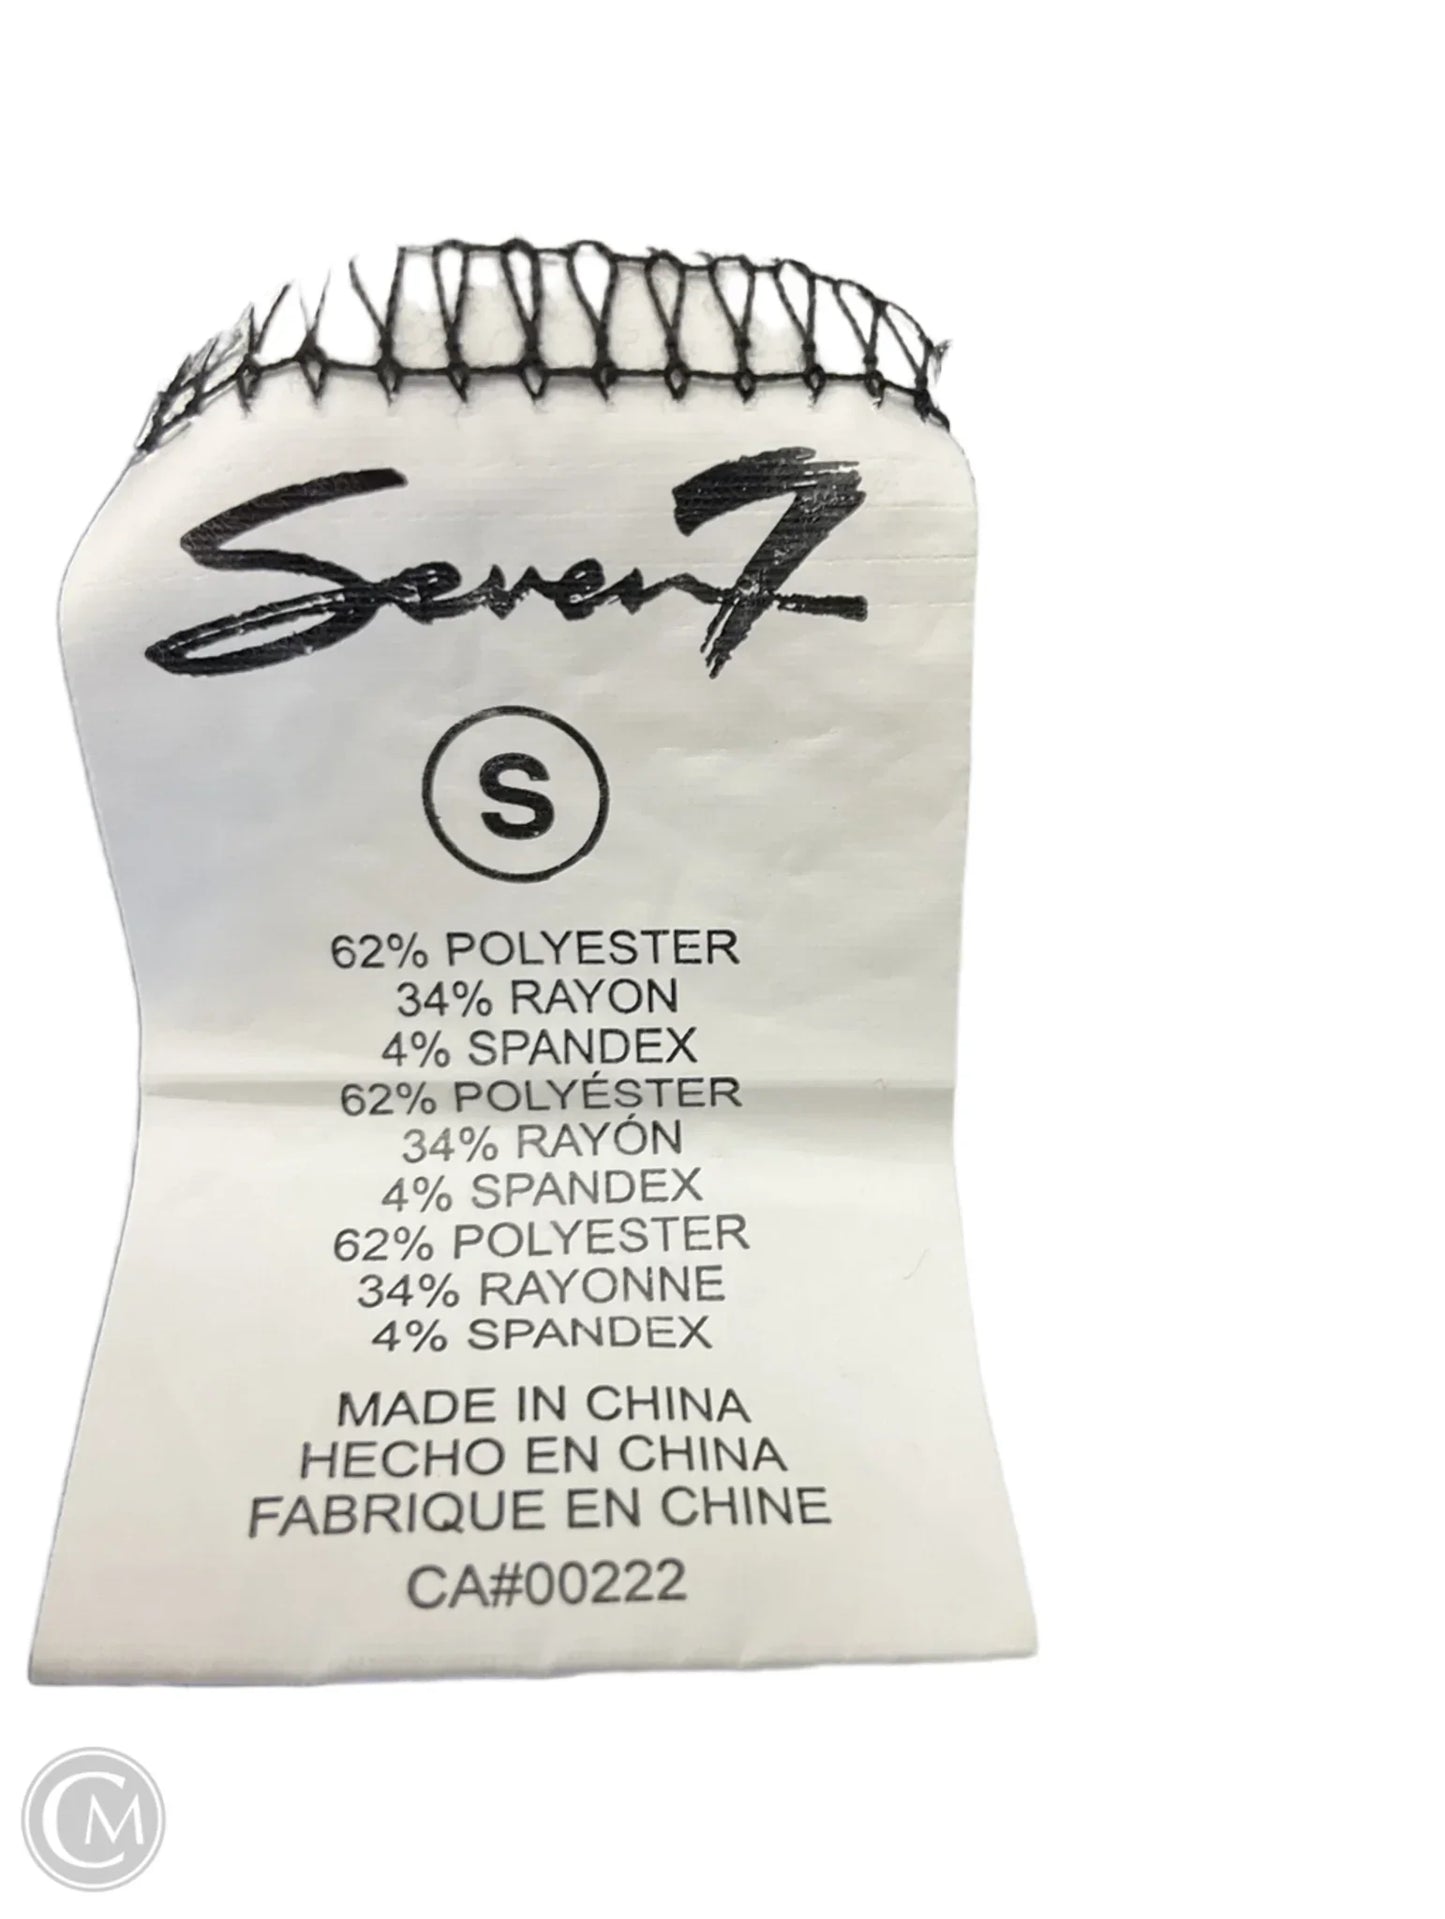 Seven7
S
62% POLYESTER
34% RAYON
4% SPANDEX
62% POLYÉSTER
34% RAYÓN
4% SPANDEX
62% POLYESTER
34% RAYONNE
4% SPANDEX
MADE IN CHINA
HECHO EN CHINA
FABRIQUE EN CHINE
CA#00222
CM